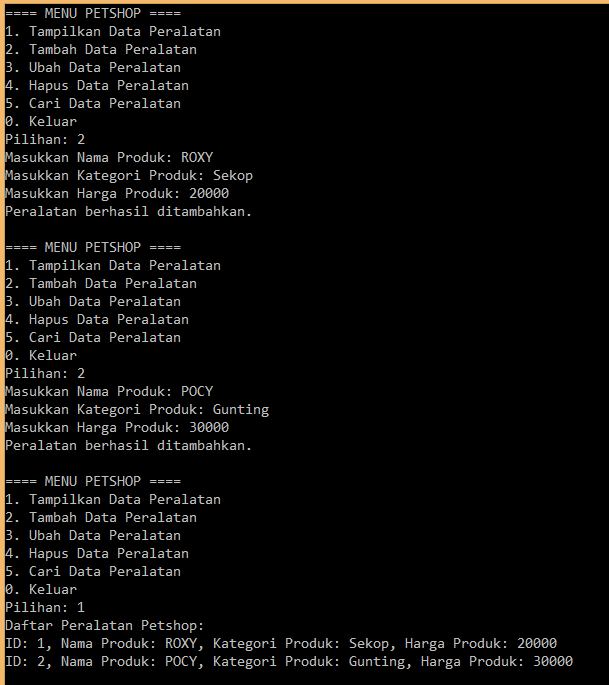 ==== MENU PETSHOP ====
1. Tampilkan Data Peralatan
2. Tambah Data Peralatan
3. Ubah Data Peralatan
4. Hapus Data Peralatan
5. Cari Data Peralatan
0. Keluar
Pilihan: 2
Masukkan Nama Produk: ROXY
Masukkan Kategori Produk: Sekop
Masukkan Harga Produk: 20000
Peralatan berhasil ditambahkan.

==== MENU PETSHOP ====
1. Tampilkan Data Peralatan
2. Tambah Data Peralatan
3. Ubah Data Peralatan
4. Hapus Data Peralatan
5. Cari Data Peralatan
0. Keluar
Pilihan: 2
Masukkan Nama Produk: POCY
Masukkan Kategori Produk: Gunting
Masukkan Harga Produk: 30000
Peralatan berhasil ditambahkan.

==== MENU PETSHOP ====
1. Tampilkan Data Peralatan
2. Tambah Data Peralatan
3. Ubah Data Peralatan
4. Hapus Data Peralatan
5. Cari Data Peralatan
0. Keluar
Pilihan: 1
Daftar Peralatan Petshop:
ID: 1, Nama Produk: ROXY, Kategori Produk: Sekop, Harga Produk: 20000
ID: 2, Nama Produk: POCY, Kategori Produk: Gunting, Harga Produk: 30000